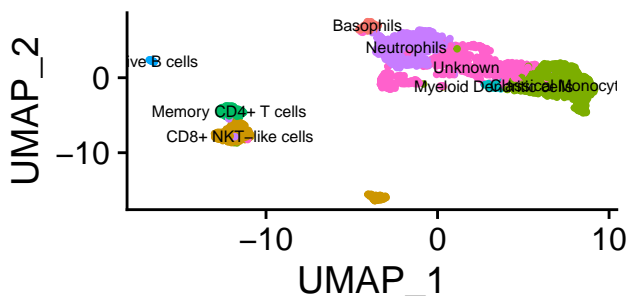 Basophils
Neutrophils
ive B cells
Unknown
Myeloid Dendritic cells
Classical Monocyt
Memory CD4+ T cells
CD8+ NKT−like cells
UMAP_2
0
−10
−10
0
10
UMAP_1